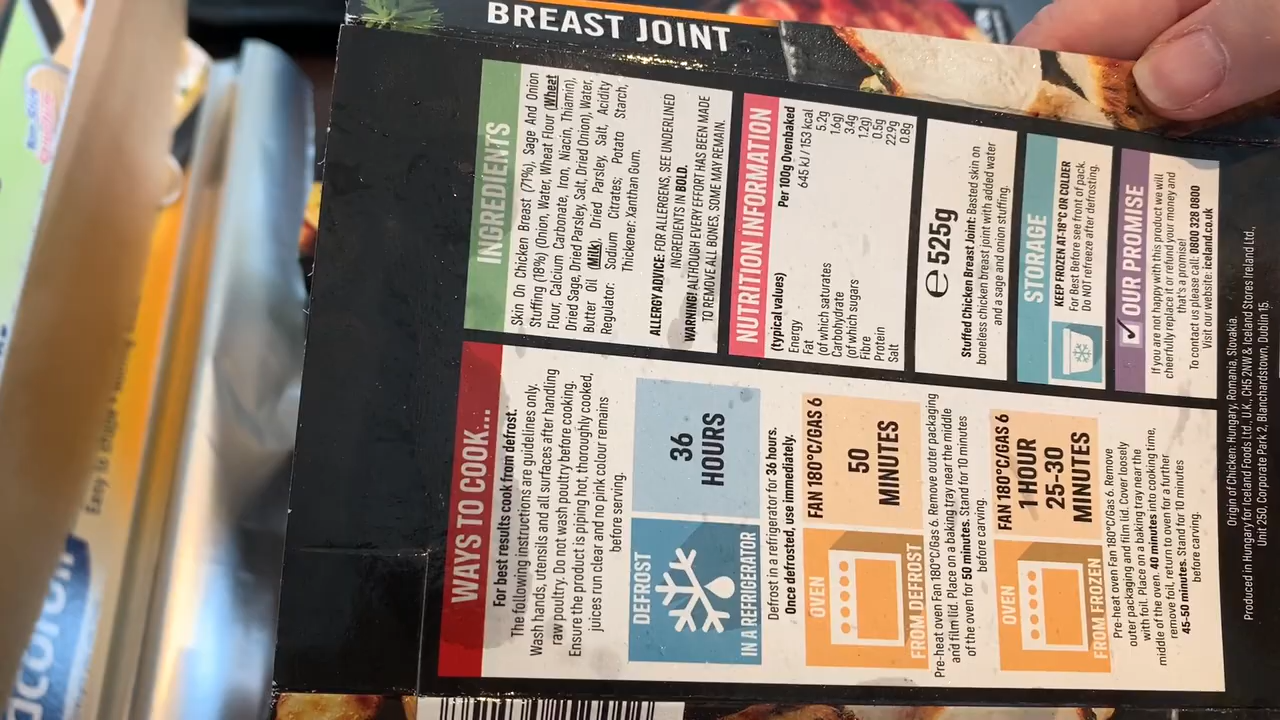 BREAST JOINT
INGREDIENTS
Skin On Chicken Breast (71%), Sage And Onion
Stuffing (18%) (Onion, Water, Wheat Flour (Wheat
Flour, Calcium Carbonate, Iron, Niacin, Thiamin),
Dried Sage, Dried Parsley, Salt, Dried Onion), Water,
Butter Oil (Milk), Dried Parsley, Salt, Acidity
Regulator: Sodium Citrates; Potato Starch,
Thickener: Xanthan Gum.
ALLERGY ADVICE: FOR ALLERGENS, SEE UNDERLINED
INGREDIENTS IN BOLD.
WARNING! ALTHOUGH EVERY EFFORT HAS BEEN MADE
TO REMOVE ALL BONES, SOME MAY REMAIN.
NUTRITION INFORMATION
(typical values) Per 100g Ovenbaked
Energy 645 kJ / 153 kcal
Fat 5.2g
(of which saturates 1.6g)
Carbohydrate 3.4g
(of which sugars 1.2g)
Fibre 0.5g
Protein 22.9g
Salt 0.8g
e 525g
Stuffed Chicken Breast Joint: Basted skin on
boneless chicken breast joint with added water
and sage and onion stuffing.
STORAGE
KEEP FROZEN AT -18°C OR COLDER
For Best Before see front of pack.
Do NOT refreeze after defrosting.
OUR PROMISE
If you are not happy with this product we will
cheerfully replace it or refund your money and
that's a promise!
To contact us please call: 0800 328 0800
Visit our website: iceland.co.uk
WAYS TO COOK...
For best results cook from defrost.
The following instructions are guidelines only.
Wash hands, utensils and all surfaces after handling
raw poultry. Do not wash poultry before cooking.
Ensure the product is piping hot, thoroughly cooked,
juices run clear and no pink colour remains
before serving.
DEFROST
IN A REFRIGERATOR
36
HOURS
Defrost in a refrigerator for 36 hours.
Once defrosted, use immediately.
OVEN
FROM DEFROST
FAN 180°C/GAS 6
50
MINUTES
Pre-heat oven Fan 180°C/Gas 6. Remove outer packaging
and film lid. Place on a baking tray near the middle
of the oven for 50 minutes. Stand for 10 minutes
before carving.
OVEN
FROM FROZEN
FAN 180°C/GAS 6
1 HOUR
25-30
MINUTES
Pre-heat oven Fan 180°C/Gas 6. Remove
outer packaging and film lid. Cover loosely
with foil. Place on a baking tray near the
middle of the oven. 40 minutes into cooking time,
remove foil, return to oven for a further
45-50 minutes. Stand for 10 minutes
before carving.
Origin of Chicken: Hungary, Romania, Slovakia.
Produced in Hungary for Iceland Foods Ltd., U.K., CH5 2NW & Iceland Stores Ireland Ltd.,
Unit 250, Corporate Park 2, Blanchardstown, Dublin 15.